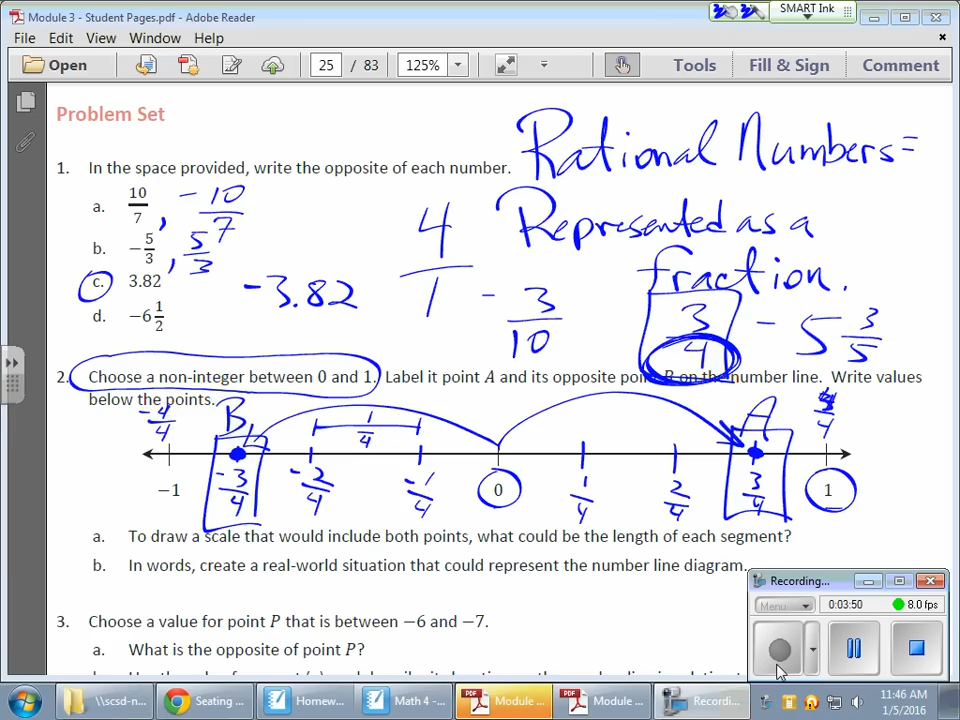 Module 3 - Student Pages.pdf - Adobe Reader
SMART Ink
File Edit View Window Help
Open 25 / 83 125% Tools Fill & Sign Comment
Problem Set
Rational Numbers =
1. In the space provided, write the opposite of each number.
a. 10/7 , -10/7
Represented as a
b. -5/3 , 5/3
4/1
fraction.
c. 3.82 -3.82
-3/10
3/4 -5 3/5
d. -6 1/2
2. Choose a non-integer between 0 and 1. Label it point A and its opposite point B on the number line. Write values
below the points.
-4/4 B 1/4 A 4/4
-1 -3/4 -2/4 -1/4 0 1/4 2/4 3/4 1
a. To draw a scale that would include both points, what could be the length of each segment?
b. In words, create a real-world situation that could represent the number line diagram.
Recording...
Menu 0:03:50 8.0 fps
3. Choose a value for point P that is between −6 and −7.
a. What is the opposite of point P?
\\sscd-n... Seating ... Homew... Math 4 -... Module ... Module ... Recordi...
11:46 AM
1/5/2016